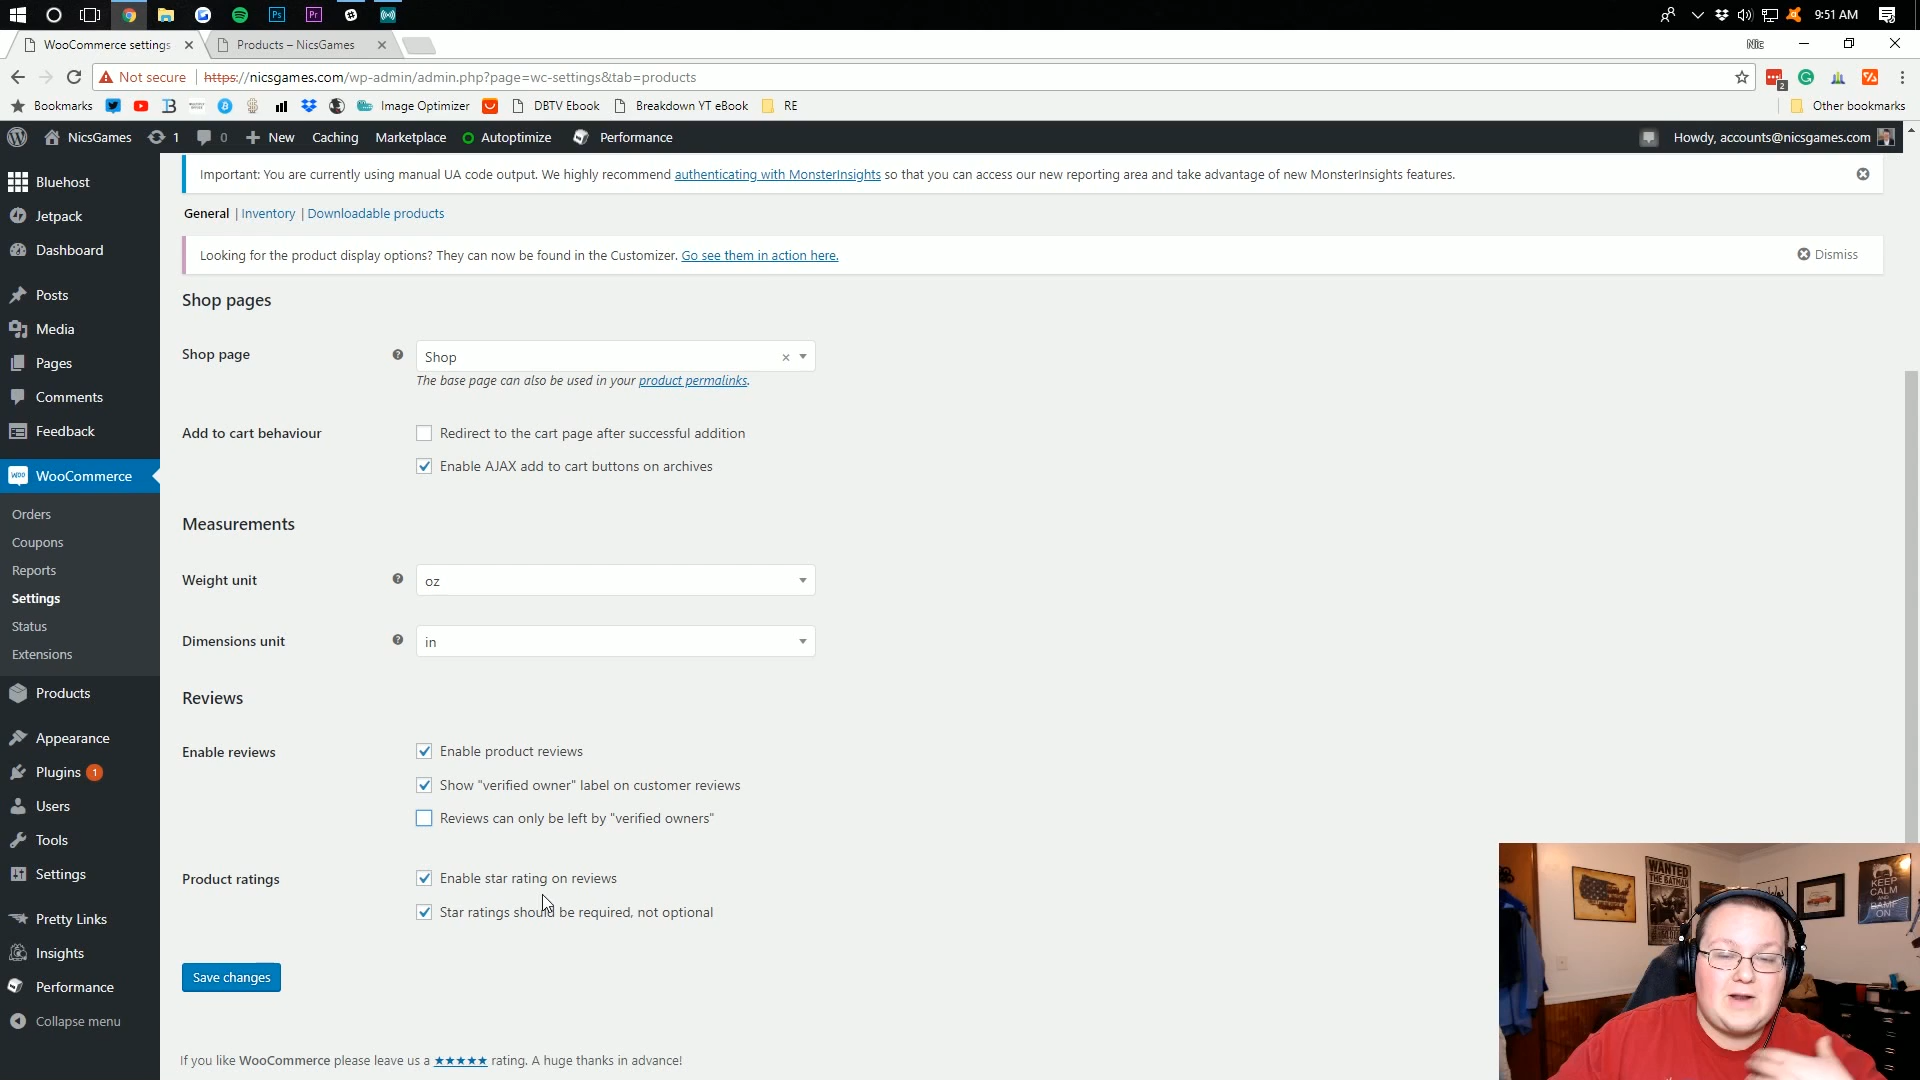 9:51 AM
WooCommerce settings
Products – NicsGames
Nic
Not secure
https://nicsgames.com/wp-admin/admin.php?page=wc-settings&tab=products
2
Bookmarks
Image Optimizer
DBTV Ebook
Breakdown YT eBook
RE
Other bookmarks
NicsGames
1
0
New
Caching
Marketplace
Autoptimize
Performance
Howdy, accounts@nicsgames.com
Bluehost
Jetpack
Dashboard
Posts
Media
Pages
Comments
Feedback
WooCommerce
Orders
Coupons
Reports
Settings
Status
Extensions
Products
Appearance
Plugins 1
Users
Tools
Settings
Pretty Links
Insights
Performance
Collapse menu
Important: You are currently using manual UA code output. We highly recommend authenticating with MonsterInsights so that you can access our new reporting area and take advantage of new MonsterInsights features.
General | Inventory | Downloadable products
Looking for the product display options? They can now be found in the Customizer. Go see them in action here.
Dismiss
Shop pages
Shop page
Shop
The base page can also be used in your product permalinks.
Add to cart behaviour
Redirect to the cart page after successful addition
Enable AJAX add to cart buttons on archives
Measurements
Weight unit
oz
Dimensions unit
in
Reviews
Enable reviews
Enable product reviews
Show "verified owner" label on customer reviews
Reviews can only be left by "verified owners"
Product ratings
Enable star rating on reviews
Star ratings should be required, not optional
Save changes
If you like WooCommerce please leave us a ★★★★★ rating. A huge thanks in advance!
WANTED
THE BATMAN
KEEP
CALM
AND
BAMF
ON